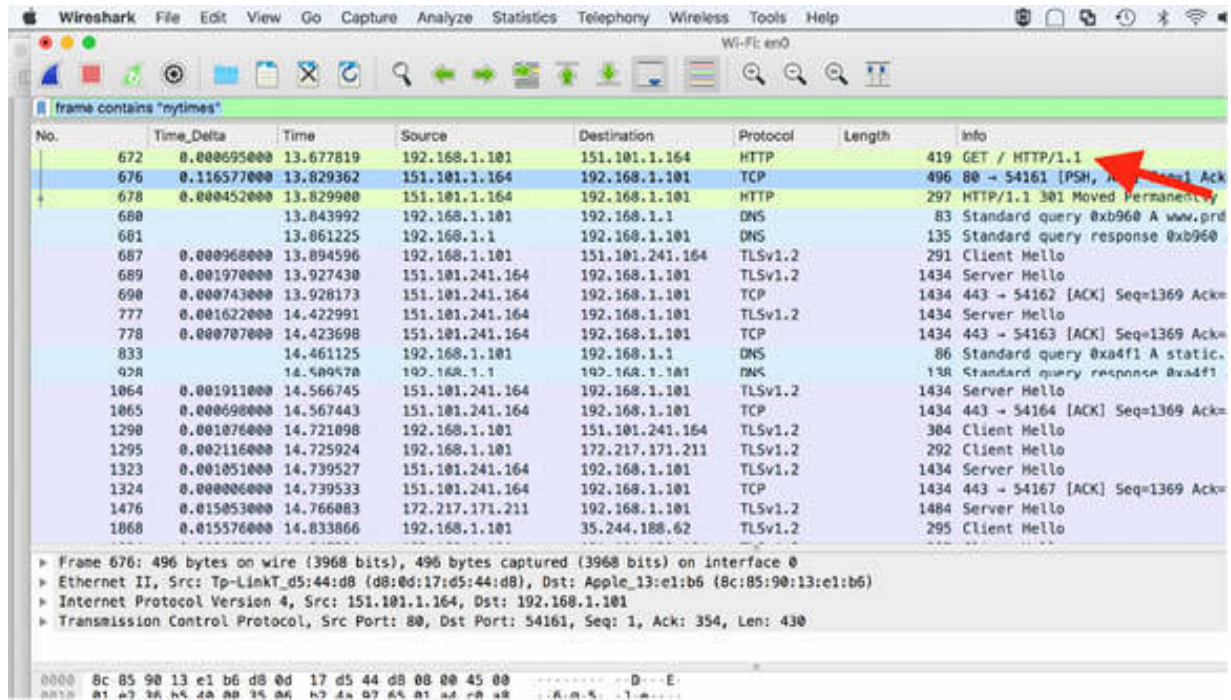 Wireshark File Edit View Go Capture Analyze Statistics Telephony Wireless Tools Help
Wi-Fi: en0
frame contains "nytimes"
No. Time_Delta Time Source Destination Protocol Length Info
672 0.000695000 13.677819 192.168.1.101 151.101.1.164 HTTP 419 GET / HTTP/1.1
676 0.116577000 13.829362 151.101.1.164 192.168.1.101 TCP 496 80 → 54161 [PSH, Ack
678 0.000452000 13.829900 151.101.1.164 192.168.1.101 HTTP 297 HTTP/1.1 301 Moved Permanently
680 13.843992 192.168.1.101 192.168.1.1 DNS 83 Standard query 0xb960 A www.prd
681 13.861225 192.168.1.1 192.168.1.101 DNS 135 Standard query response 0xb960
687 0.000968000 13.894596 192.168.1.101 151.101.241.164 TLSv1.2 291 Client Hello
689 0.001970000 13.927430 151.101.241.164 192.168.1.101 TLSv1.2 1434 Server Hello
690 0.000743000 13.928173 151.101.241.164 192.168.1.101 TCP 1434 443 → 54162 [ACK] Seq=1369 Ack=
777 0.001622000 14.422991 151.101.241.164 192.168.1.101 TLSv1.2 1434 Server Hello
778 0.000707000 14.423698 151.101.241.164 192.168.1.101 TCP 1434 443 → 54163 [ACK] Seq=1369 Ack=
833 14.461125 192.168.1.101 192.168.1.1 DNS 86 Standard query 0xa4f1 A static.
928 14.509570 192.168.1.1 192.168.1.101 DNS 138 Standard query response 0xa4f1
1064 0.001911000 14.566745 151.101.241.164 192.168.1.101 TLSv1.2 1434 Server Hello
1065 0.000698000 14.567443 151.101.241.164 192.168.1.101 TCP 1434 443 → 54164 [ACK] Seq=1369 Ack=
1290 0.001076000 14.721098 192.168.1.101 151.101.241.164 TLSv1.2 304 Client Hello
1295 0.002116000 14.725924 192.168.1.101 172.217.171.211 TLSv1.2 292 Client Hello
1323 0.001051000 14.739527 151.101.241.164 192.168.1.101 TLSv1.2 1434 Server Hello
1324 0.000006000 14.739533 151.101.241.164 192.168.1.101 TCP 1434 443 → 54167 [ACK] Seq=1369 Ack=
1476 0.015053000 14.766083 172.217.171.211 192.168.1.101 TLSv1.2 1484 Server Hello
1868 0.015576000 14.833866 192.168.1.101 35.244.188.62 TLSv1.2 295 Client Hello
Frame 676: 496 bytes on wire (3968 bits), 496 bytes captured (3968 bits) on interface 0
Ethernet II, Src: Tp-LinkT_d5:44:d8 (d8:0d:17:d5:44:d8), Dst: Apple_13:e1:b6 (8c:85:90:13:e1:b6)
Internet Protocol Version 4, Src: 151.101.1.164, Dst: 192.168.1.101
Transmission Control Protocol, Src Port: 80, Dst Port: 54161, Seq: 1, Ack: 354, Len: 430
0000 8c 85 90 13 e1 b6 d8 0d 17 d5 44 d8 08 00 45 00 ········ ··D···E·